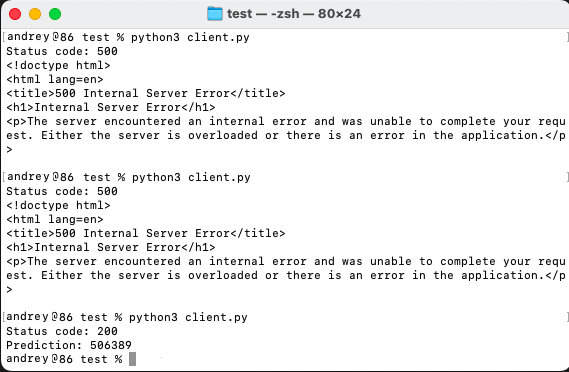 test — -zsh — 80×24
[andrey@86 test % python3 client.py ]
Status code: 500
<!doctype html>
<html lang=en>
<title>500 Internal Server Error</title>
<h1>Internal Server Error</h1>
<p>The server encountered an internal error and was unable to complete your requ
est. Either the server is overloaded or there is an error in the application.</p
>
[andrey@86 test % python3 client.py ]
Status code: 500
<!doctype html>
<html lang=en>
<title>500 Internal Server Error</title>
<h1>Internal Server Error</h1>
<p>The server encountered an internal error and was unable to complete your requ
est. Either the server is overloaded or there is an error in the application.</p
>
[andrey@86 test % python3 client.py ]
Status code: 200
Prediction: 506389
andrey@86 test %